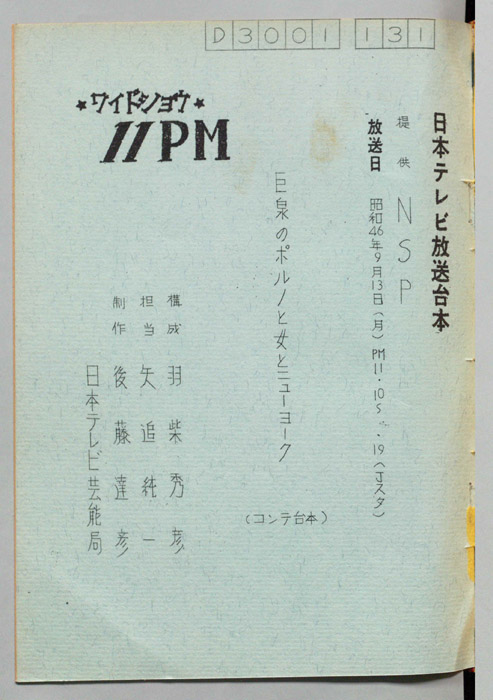 D3001 131
日本テレビ放送台本
提供 NSP
放送日 昭和46年9月13日(月) PM11・10S ・19(Jスタ)
★ワイドショウ★
11PM
巨泉のポルノと女とニューヨーク
(コンテ台本)
構成 羽柴秀彦
担当 矢追純一
制作 後藤達彦
日本テレビ芸能局